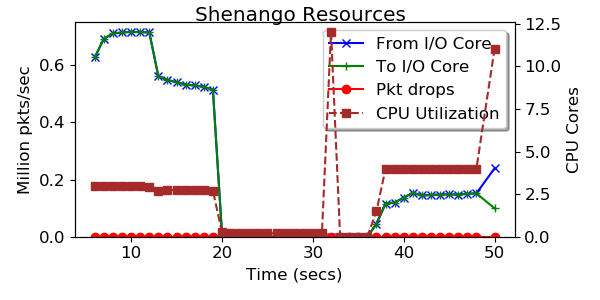 Shenango Resources
From I/O Core
To I/O Core
Pkt drops
CPU Utilization
Million pkts/sec
0.6
0.4
0.2
0.0
12.5
10.0
7.5
5.0
2.5
0.0
CPU Cores
10 20 30 40 50
Time (secs)